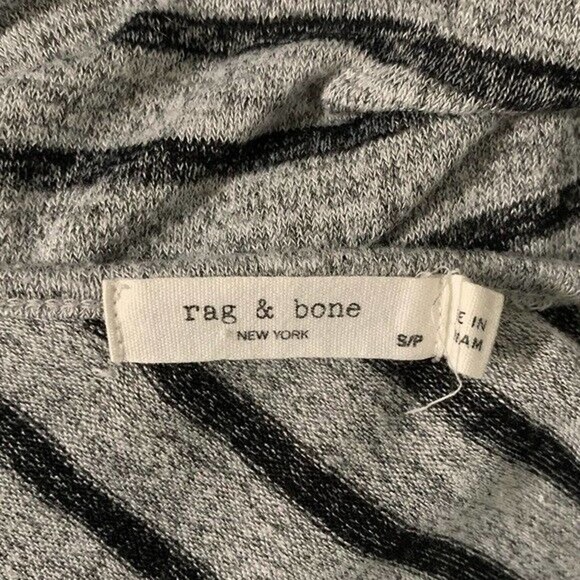 rag & bone
NEW YORK
S/P
E IN
AM